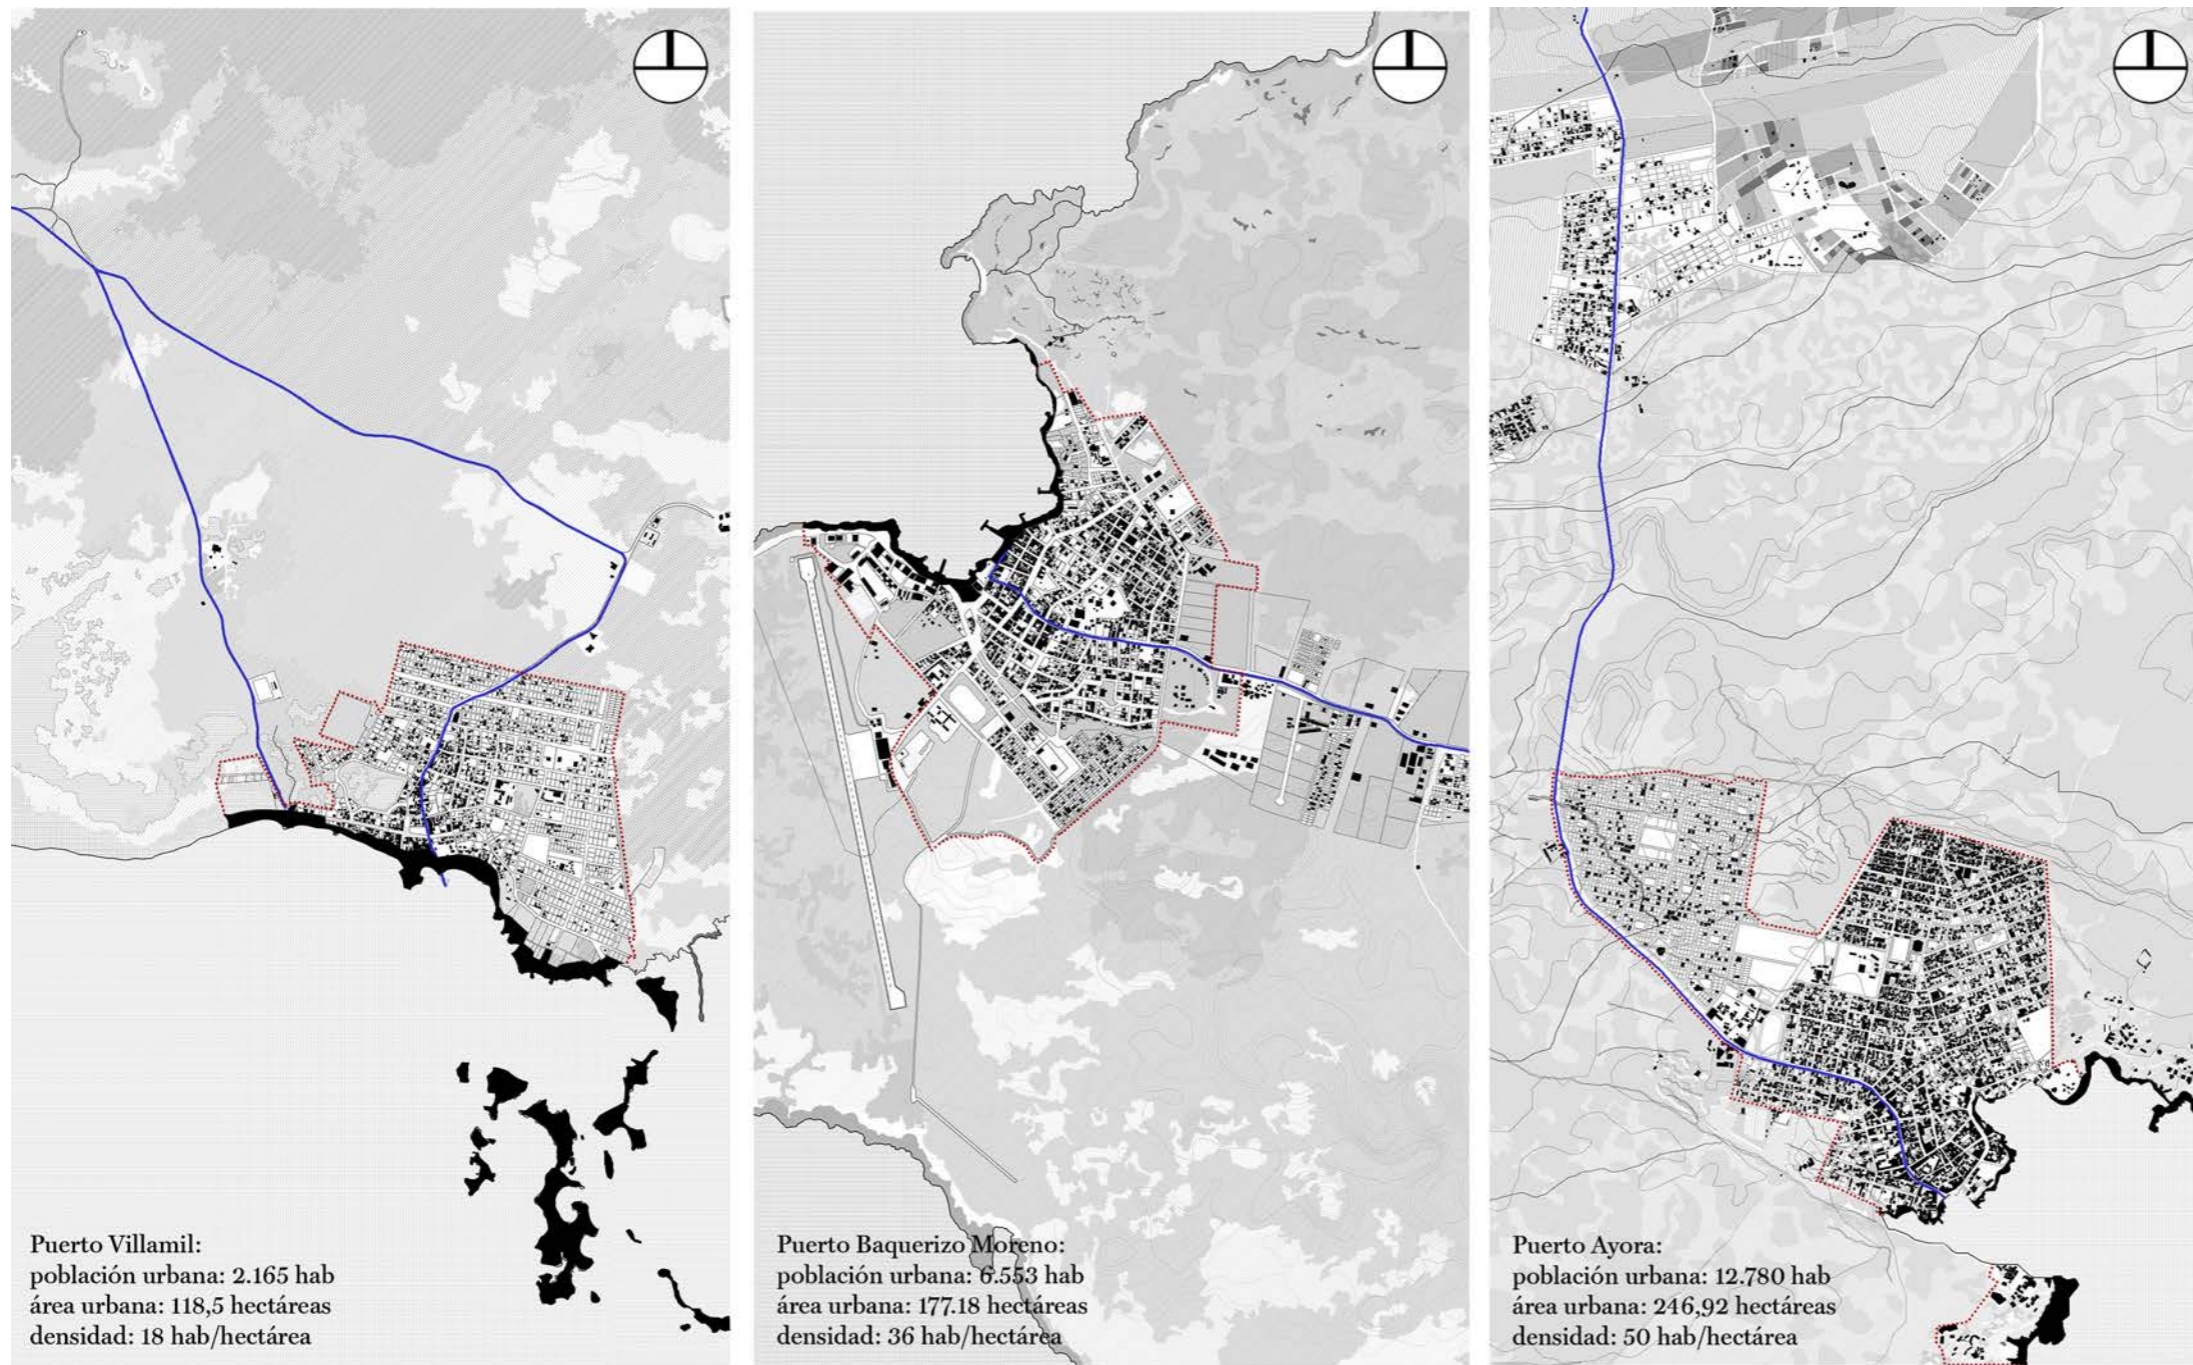 Puerto Villamil:
población urbana: 2.165 hab
área urbana: 118,5 hectáreas
densidad: 18 hab/hectárea
Puerto Baquerizo Moreno:
población urbana: 6.553 hab
área urbana: 177.18 hectáreas
densidad: 36 hab/hectárea
Puerto Ayora:
población urbana: 12.780 hab
área urbana: 246,92 hectáreas
densidad: 50 hab/hectárea